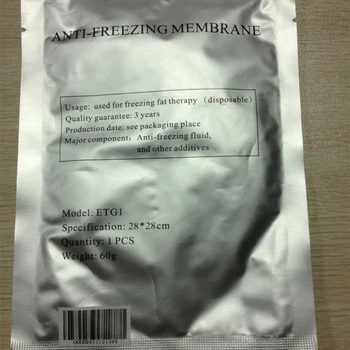 ANTI-FREEZING MEMBRANE
Usage: used for freezing fat therapy (disposable)
Quality guarantee: 3 years
Production date: see packaging place
Major component: Anti-freezing fluid,
and other additives
Model: ETG1
Specification: 28*28cm
Quantity: 1 PCS
Weight: 60g